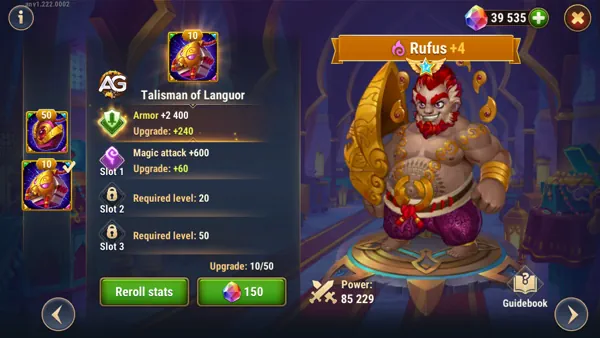 nov1.222.0002
39 535
10
Rufus +4
AG
Talisman of Languor
Armor +2 400
Upgrade: +240
50
Magic attack +600
Upgrade: +60
Slot 1
10
Required level: 20
Slot 2
Required level: 50
Slot 3
Upgrade: 10/50
Reroll stats
150
Power:
85 229
Guidebook